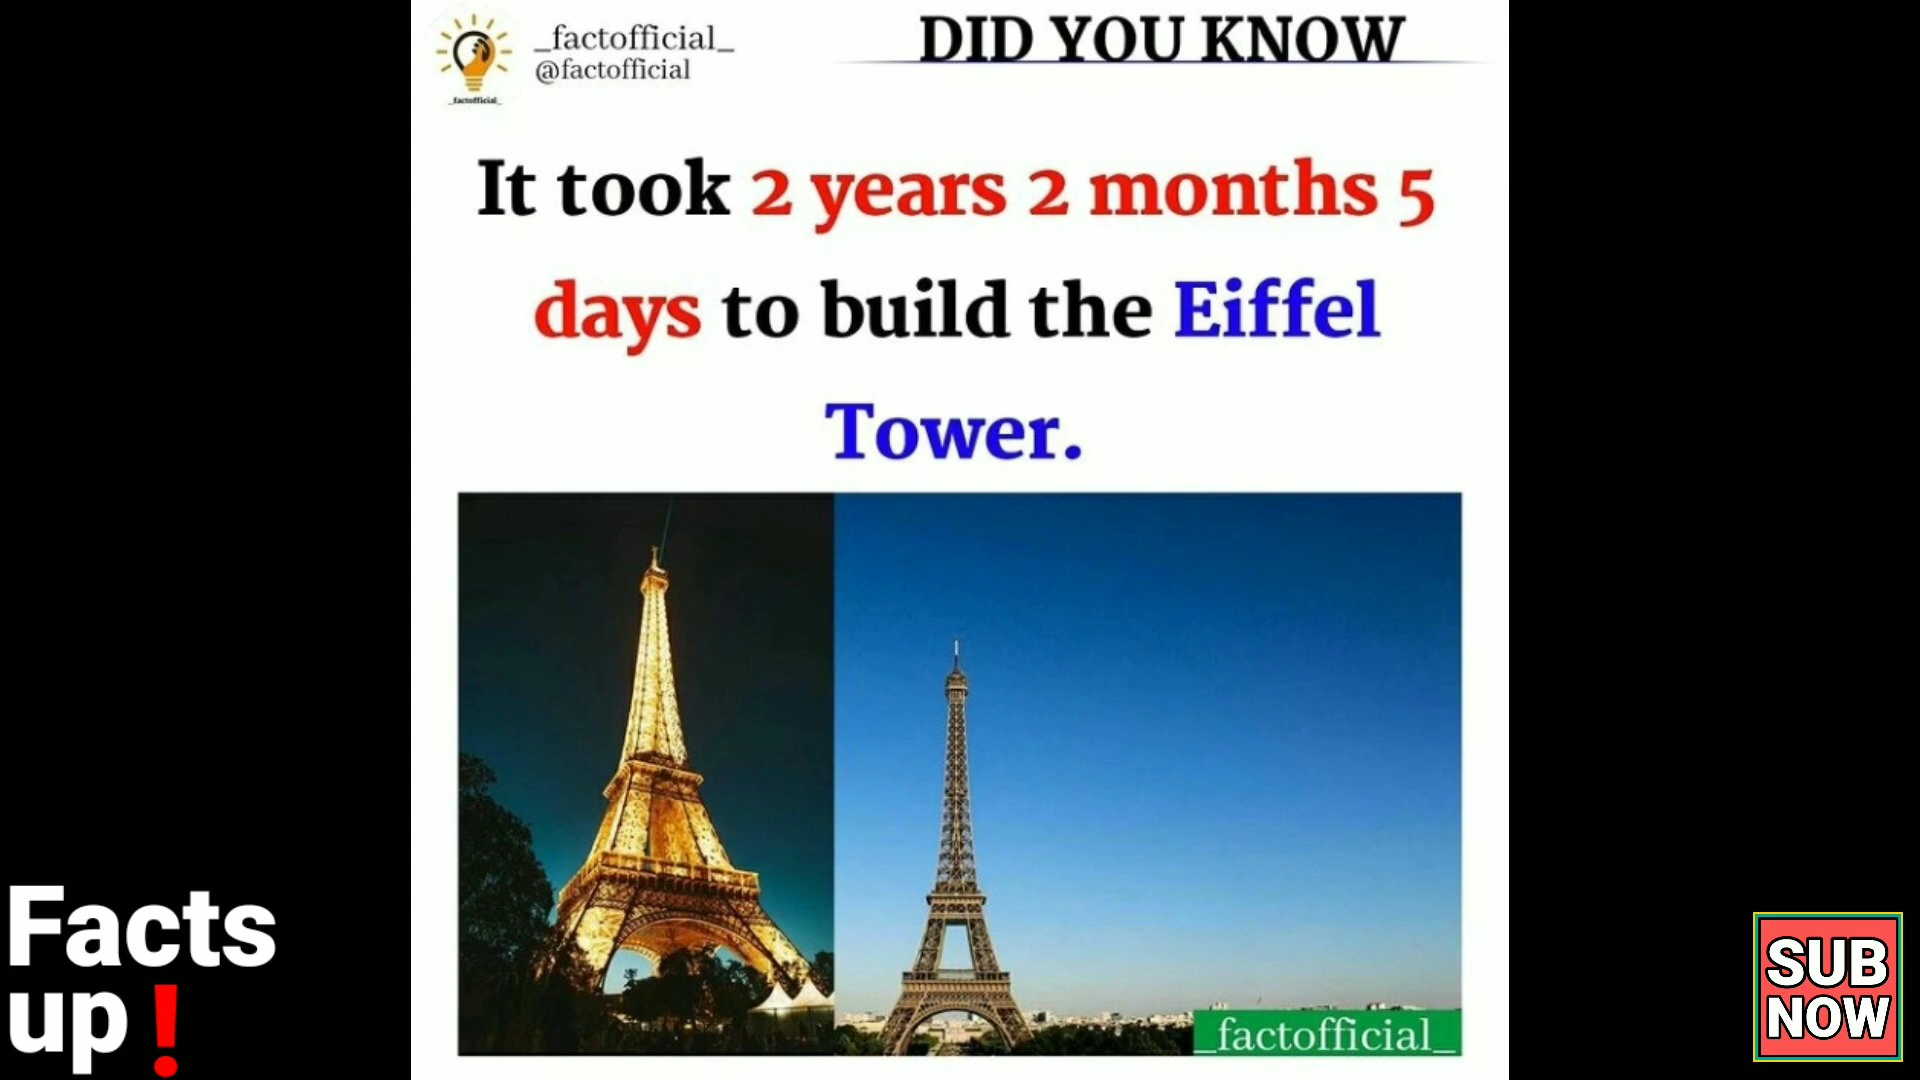 _factofficial_
@factofficial
_factofficial_
DID YOU KNOW
It took 2 years 2 months 5
days to build the Eiffel
Tower.
_factofficial_
Facts
up❗
SUB
NOW